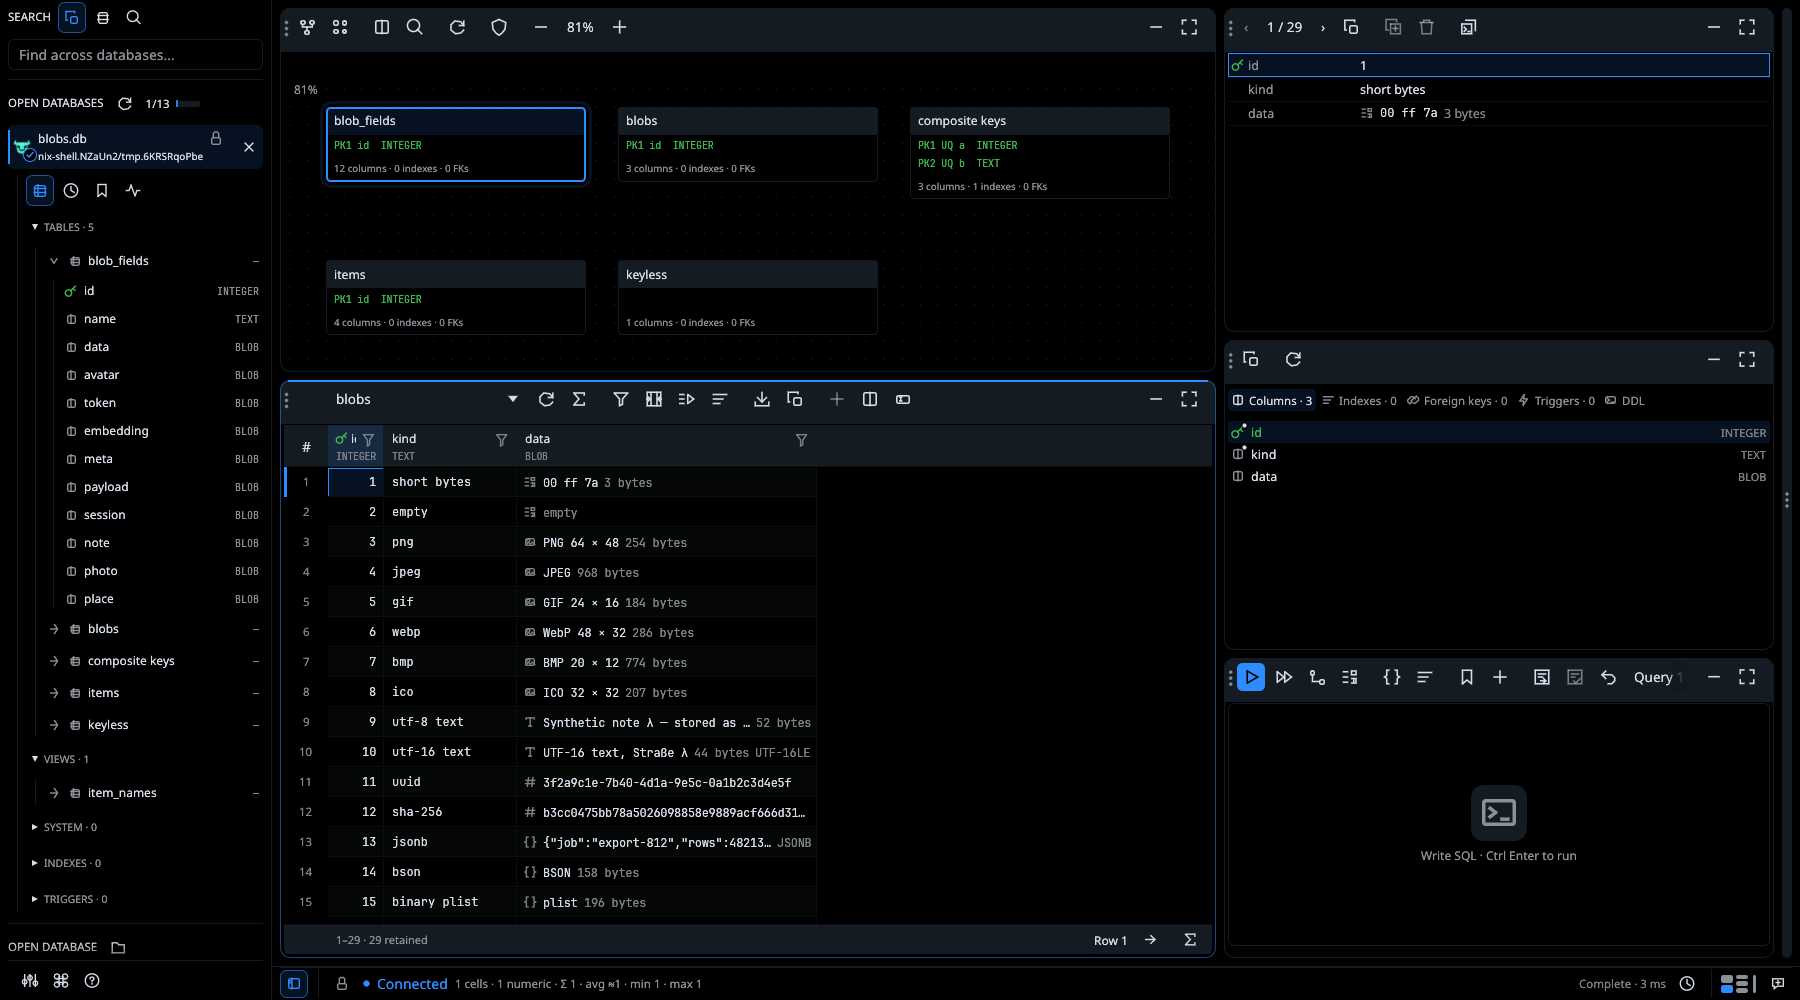 SEARCH
Find across databases...
OPEN DATABASES 1/13
blobs.db
nix-shell.NZaUn2/tmp.6KRSRqoPbe
TABLES · 5
blob_fields –
id INTEGER
name TEXT
data BLOB
avatar BLOB
token BLOB
embedding BLOB
meta BLOB
payload BLOB
session BLOB
note BLOB
photo BLOB
place BLOB
blobs –
composite keys –
items –
keyless –
VIEWS · 1
item_names –
SYSTEM · 0
INDEXES · 0
TRIGGERS · 0
OPEN DATABASE
81%
81%
blob_fields
PK1 id INTEGER
12 columns · 0 indexes · 0 FKs
blobs
PK1 id INTEGER
3 columns · 0 indexes · 0 FKs
composite keys
PK1 UQ a INTEGER
PK2 UQ b TEXT
3 columns · 1 indexes · 0 FKs
items
PK1 id INTEGER
4 columns · 0 indexes · 0 FKs
keyless
1 columns · 0 indexes · 0 FKs
blobs
# kind data
INTEGER TEXT BLOB
1 1 short bytes 00 ff 7a 3 bytes
2 2 empty empty
3 3 png PNG 64 × 48 254 bytes
4 4 jpeg JPEG 968 bytes
5 5 gif GIF 24 × 16 184 bytes
6 6 webp WebP 48 × 32 286 bytes
7 7 bmp BMP 20 × 12 774 bytes
8 8 ico ICO 32 × 32 207 bytes
9 9 utf-8 text Synthetic note λ — stored as … 52 bytes
10 10 utf-16 text UTF-16 text, Straße λ 44 bytes UTF-16LE
11 11 uuid 3f2a9c1e-7b40-4d1a-9e5c-0a1b2c3d4e5f
12 12 sha-256 b3cc0475bb78a5026098858e9889acf666d31…
13 13 jsonb {"job":"export-812","rows":48213… JSONB
14 14 bson BSON 158 bytes
15 15 binary plist plist 196 bytes
1–29 · 29 retained
Row 1
1 / 29
id 1
kind short bytes
data 00 ff 7a 3 bytes
Columns · 3 Indexes · 0 Foreign keys · 0 Triggers · 0 DDL
id INTEGER
kind TEXT
data BLOB
Query 1
Write SQL · Ctrl Enter to run
Connected 1 cells · 1 numeric · Σ 1 · avg ≈1 · min 1 · max 1
Complete · 3 ms